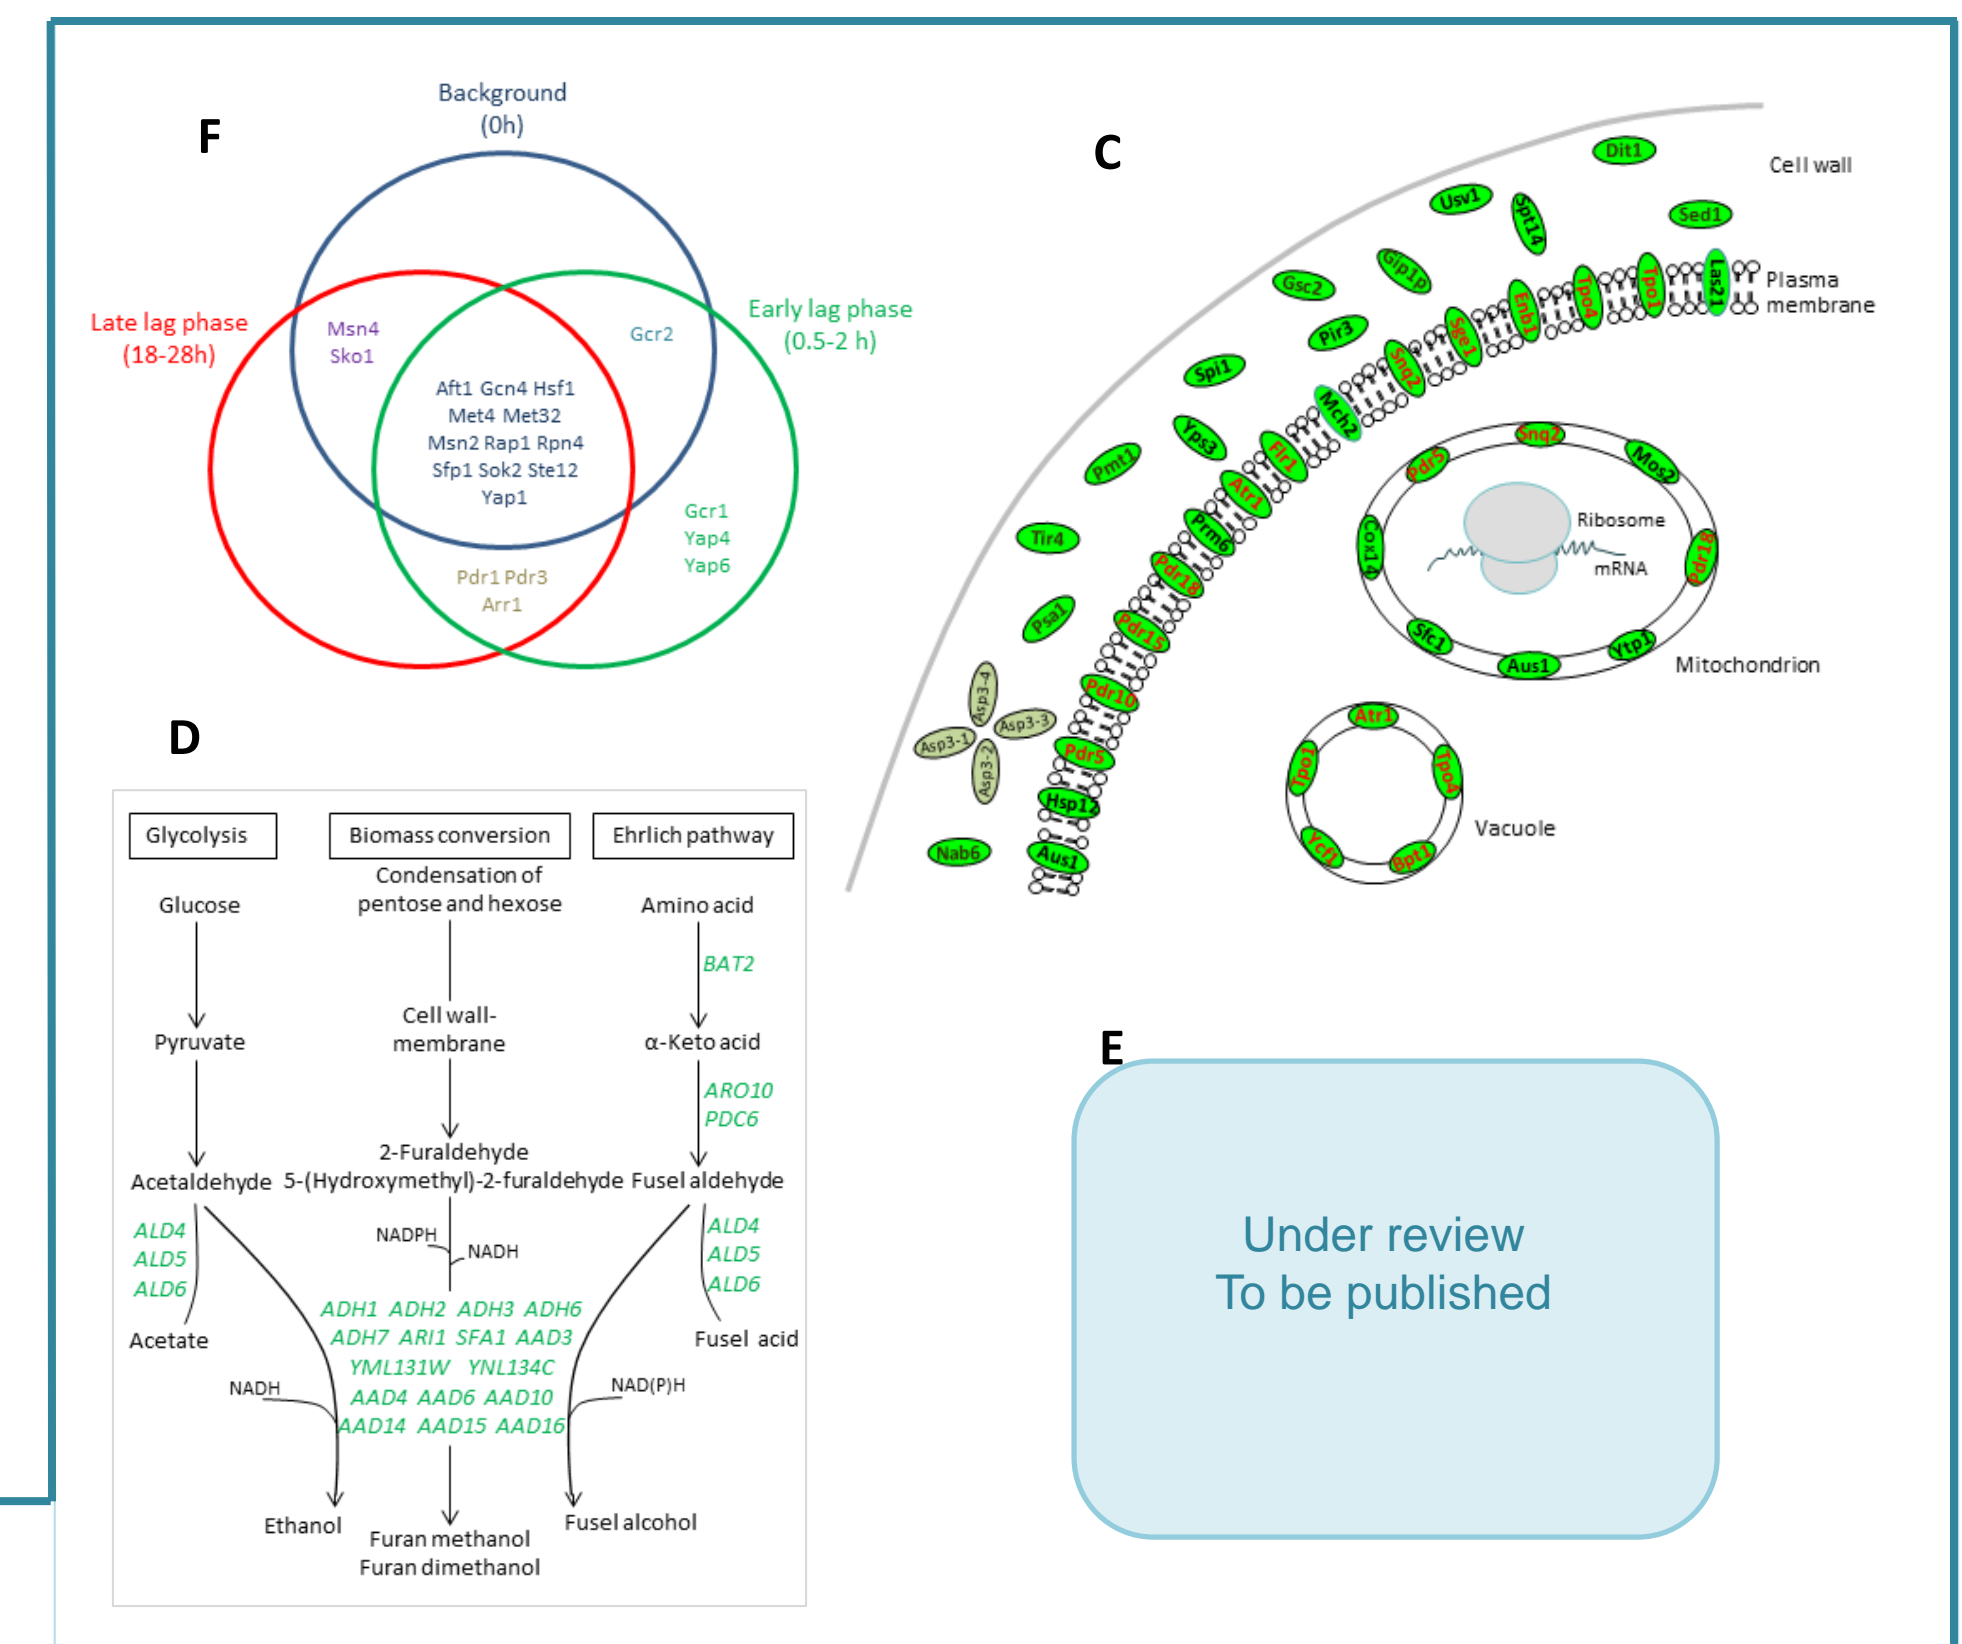 F
Background
(0h)
Late lag phase
(18-28h)
Early lag phase
(0.5-2 h)
Msn4
Sko1
Gcr2
Aft1 Gcn4 Hsf1
Met4 Met32
Msn2 Rap1 Rpn4
Sfp1 Sok2 Ste12
Yap1
Gcr1
Yap4
Yap6
Pdr1 Pdr3
Arr1
C
Cell wall
Dit1
Usv1
Spt14
Sed1
Gip1p
Gsc2
Pir3
Spi1
Yps3
Pmt1
Tir4
Psa1
Asp3-4
Asp3-3
Asp3-1
Asp3-2
Nab6
Plasma
membrane
Las21
Tpo1
Tpo4
Enb1
Sge1
Snq2
Mch2
Flr1
Atr1
Prm6
Pdr18
Pdr15
Pdr10
Pdr5
Hsp12
Aus1
Snq2
Pdr5
Mos2
Cox14
Pdr18
Sfc1
Aus1
Ytp1
Ribosome
mRNA
Mitochondrion
Atr1
Tpo1
Tpo4
Ycf1
Bpt1
Vacuole
D
Glycolysis
Glucose
Pyruvate
Acetaldehyde
ALD4
ALD5
ALD6
Acetate
NADH
Ethanol
Biomass conversion
Condensation of
pentose and hexose
Cell wall-
membrane
2-Furaldehyde
5-(Hydroxymethyl)-2-furaldehyde
NADPH
NADH
ADH1 ADH2 ADH3 ADH6
ADH7 ARI1 SFA1 AAD3
YML131W YNL134C
AAD4 AAD6 AAD10
AAD14 AAD15 AAD16
Furan methanol
Furan dimethanol
Ehrlich pathway
Amino acid
BAT2
α-Keto acid
ARO10
PDC6
Fusel aldehyde
ALD4
ALD5
ALD6
Fusel acid
NAD(P)H
Fusel alcohol
E
Under review
To be published